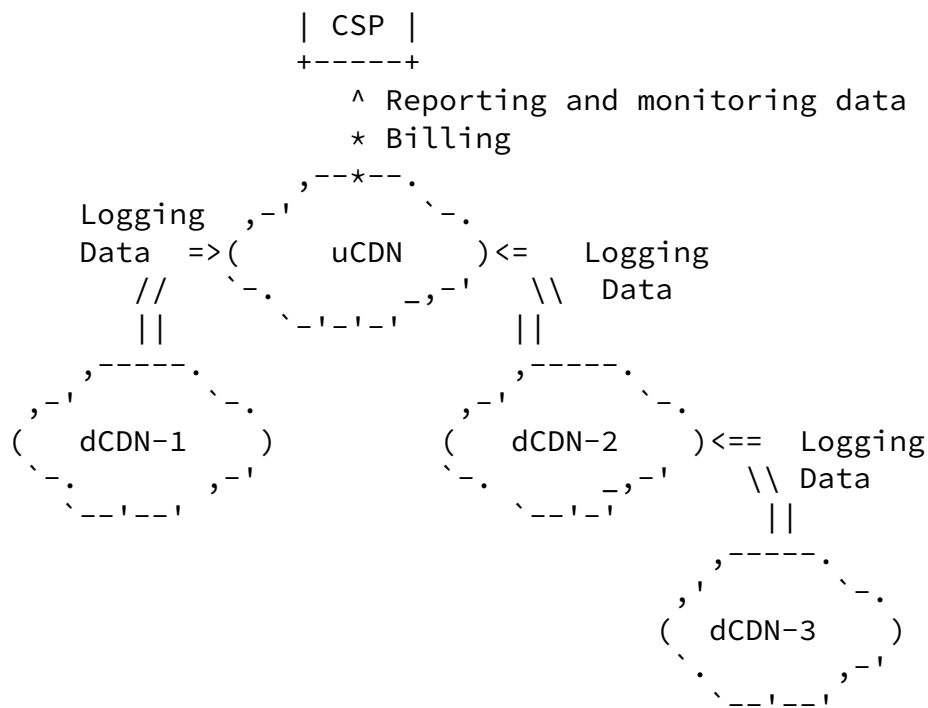 | CSP |
+-----+
^ Reporting and monitoring data
* Billing
,--*--.
Logging ,-' `-.
Data =>( uCDN )<= Logging
// `-. _,-' \\ Data
|| `-'-'-' ||
,-----. ,-----.
,-' `-. ,-' `-.
( dCDN-1 ) ( dCDN-2 )<== Logging
`-. ,-' `-. _,-' \\ Data
`--'--' `--'-' ||
,-----.
,' `-.
( dCDN-3 )
`. ,-'
`--'--'